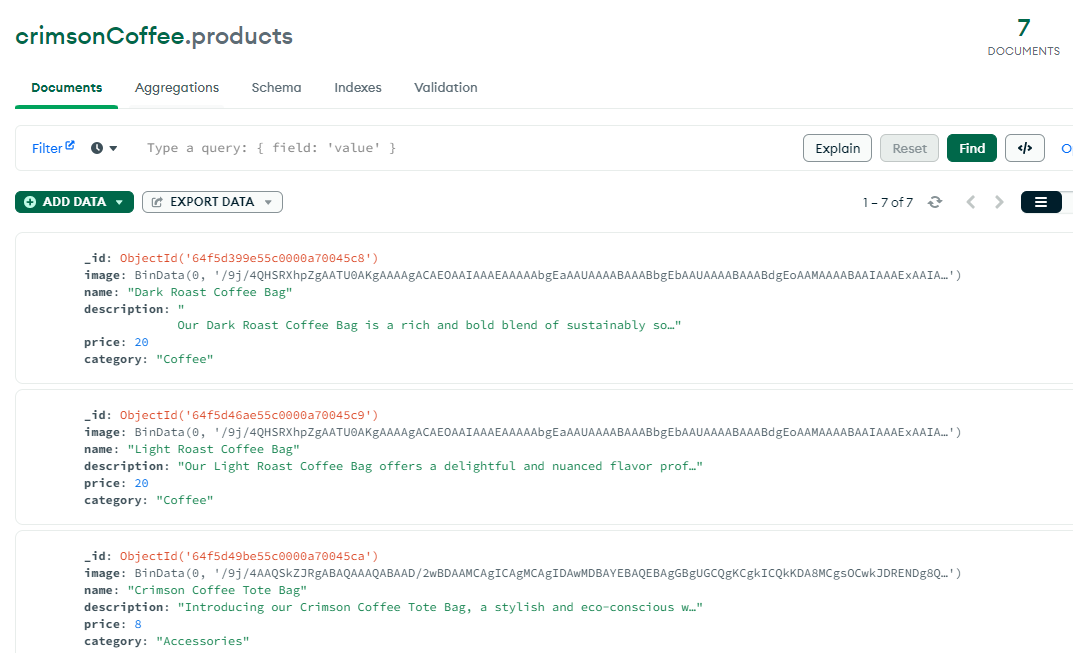 crimsonCoffee.products
7
DOCUMENTS
Documents Aggregations Schema Indexes Validation
Filter Type a query: { field: 'value' } Explain Reset Find </> Op
ADD DATA EXPORT DATA 1 – 7 of 7
_id: ObjectId('64f5d399e55c0000a70045c8')
image: BinData(0, '/9j/4QHSRXhpZgAATU0AKgAAAAgACAEOAAIAAAEAAAAAbgEaAAUAAAABAAABbgEbAAUAAAABAAABdgEoAAMAAAABAAIAAAExAAIA…')
name: "Dark Roast Coffee Bag"
description: "
Our Dark Roast Coffee Bag is a rich and bold blend of sustainably so…"
price: 20
category: "Coffee"
_id: ObjectId('64f5d46ae55c0000a70045c9')
image: BinData(0, '/9j/4QHSRXhpZgAATU0AKgAAAAgACAEOAAIAAAEAAAAAbgEaAAUAAAABAAABbgEbAAUAAAABAAABdgEoAAMAAAABAAIAAAExAAIA…')
name: "Light Roast Coffee Bag"
description: "Our Light Roast Coffee Bag offers a delightful and nuanced flavor prof…"
price: 20
category: "Coffee"
_id: ObjectId('64f5d49be55c0000a70045ca')
image: BinData(0, '/9j/4AAQSkZJRgABAQAAAQABAAD/2wBDAAMCAgICAgMCAgIDAwMDBAYEBAQEBAgGBgUGCQgKCgkICQkKDA8MCgsOCwkJDRENDg8Q…')
name: "Crimson Coffee Tote Bag"
description: "Introducing our Crimson Coffee Tote Bag, a stylish and eco-conscious w…"
price: 8
category: "Accessories"